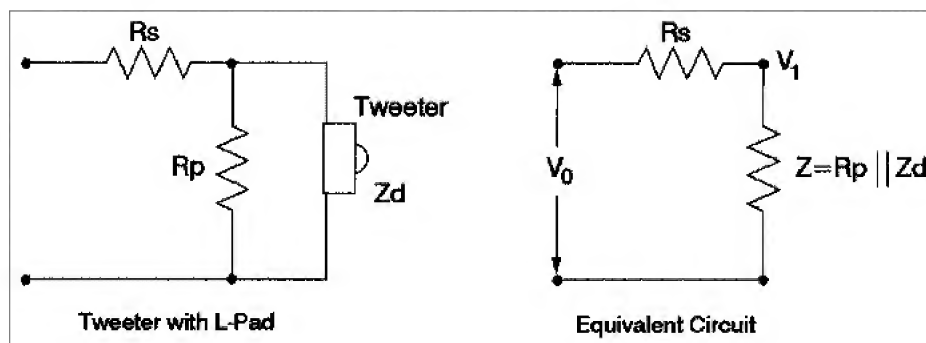 Rs
Rp
Tweeter
Zd
Tweeter with L-Pad
Rs
V₁
V₀
Z=Rp || Zd
Equivalent Circuit